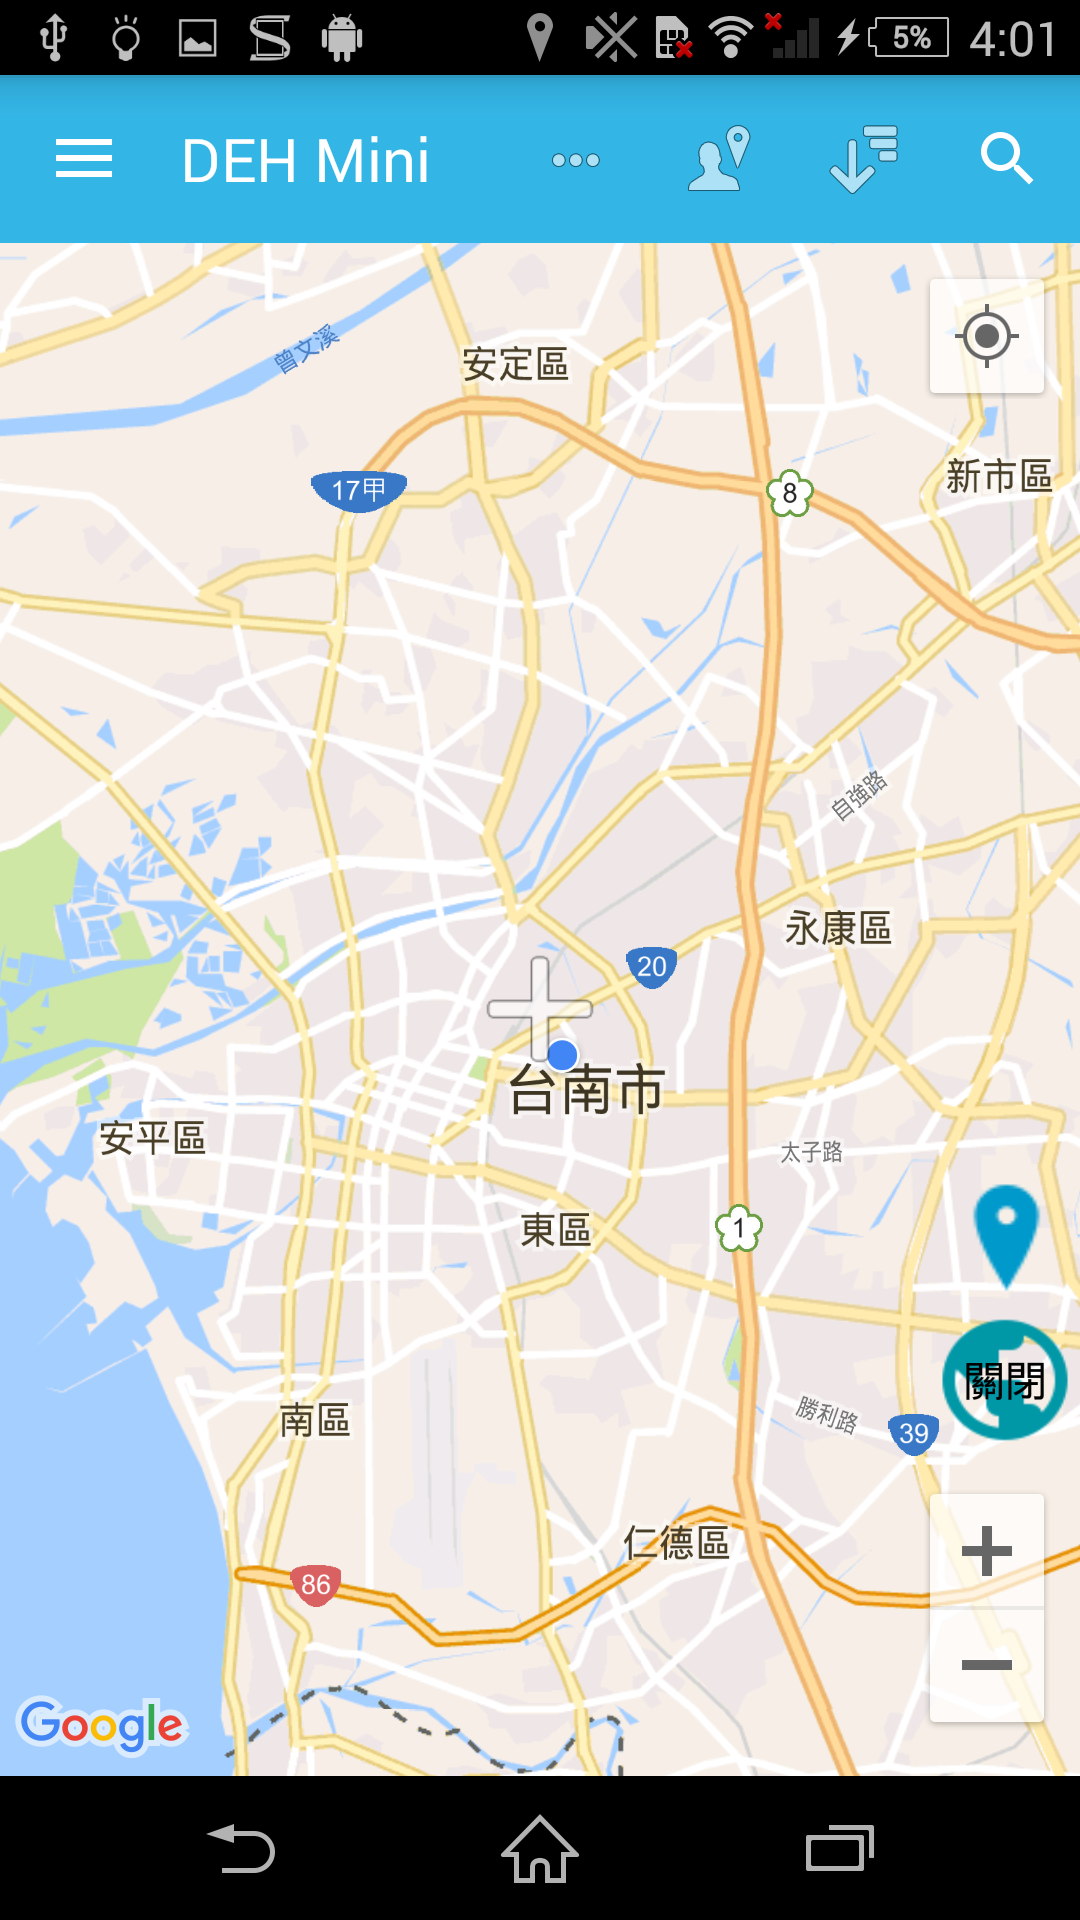 5% 4:01
DEH Mini
曾文溪
安定區
新市區
17甲
8
自強路
永康區
20
台南市
安平區
太子路
東區
1
關閉
南區
勝利路
39
仁德區
86
Google